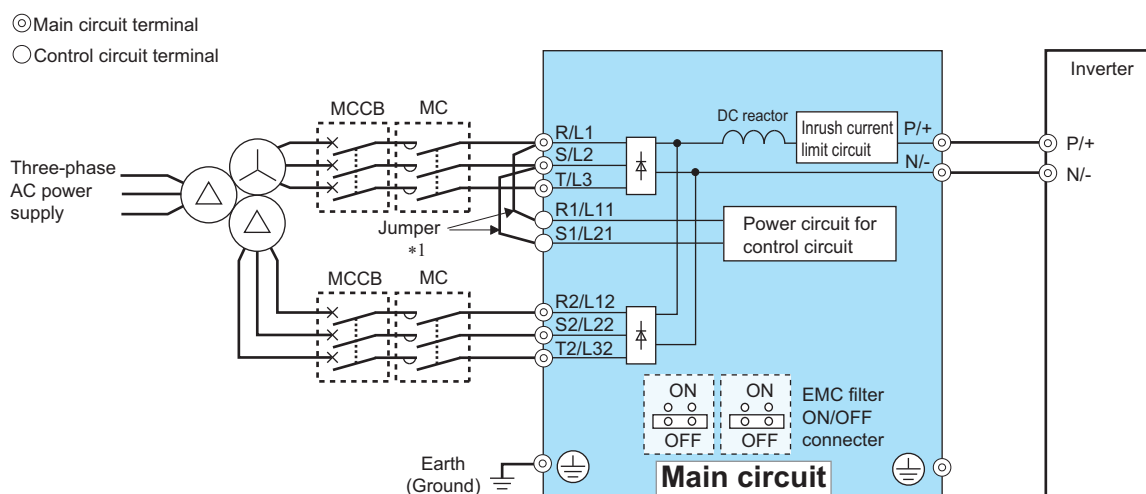 Main circuit terminal
Control circuit terminal
Inverter
MCCB
MC
DC reactor
Inrush current
limit circuit
P/+
N/-
P/+
N/-
R/L1
S/L2
T/L3
R1/L11
S1/L21
Three-phase
AC power
supply
Jumper
*1
Power circuit for
control circuit
MCCB
MC
R2/L12
S2/L22
T2/L32
ON
OFF
ON
OFF
EMC filter
ON/OFF
connecter
Earth
(Ground)
Main circuit